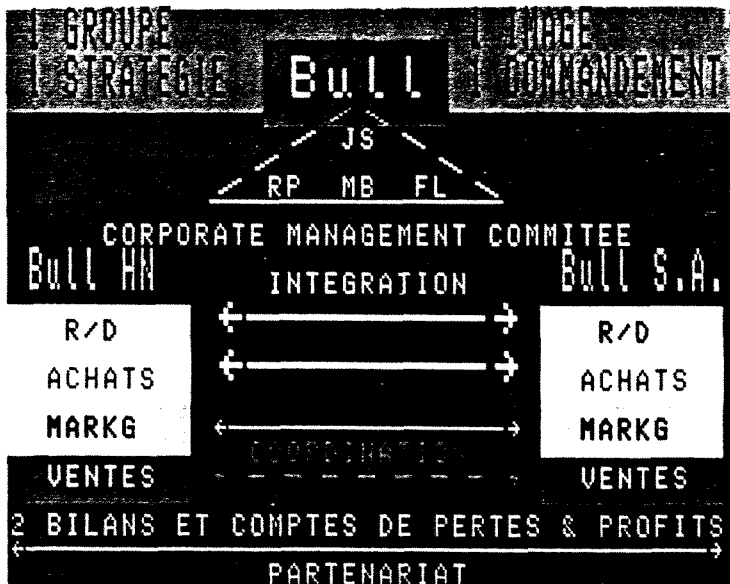 1 GROUPE
1 STRATEGIE
Bull
1 IMAGE
1 COMMANDEMENT
JS
RP MB FL
CORPORATE MANAGEMENT COMMITEE
Bull HN
INTEGRATION
Bull S.A.
R/D
R/D
ACHATS
ACHATS
MARKG
MARKG
COORDINATION
VENTES
VENTES
2 BILANS ET COMPTES DE PERTES & PROFITS
PARTENARIAT